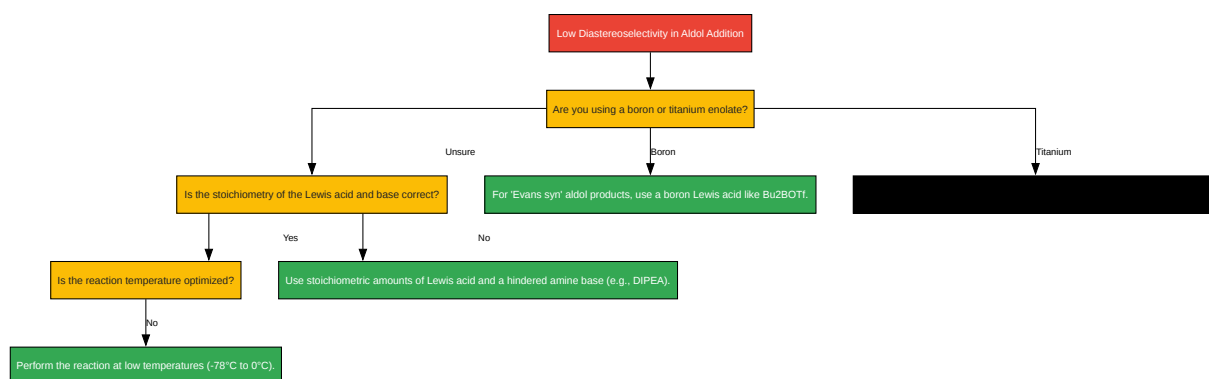 Low Diastereoselectivity in Aldol Addition
Are you using a boron or titanium enolate?
Unsure
Boron
Titanium
Is the stoichiometry of the Lewis acid and base correct?
For 'Evans syn' aldol products, use a boron Lewis acid like Bu2BOTf.
Yes
No
Is the reaction temperature optimized?
Use stoichiometric amounts of Lewis acid and a hindered amine base (e.g., DIPEA).
No
Perform the reaction at low temperatures (-78°C to 0°C).